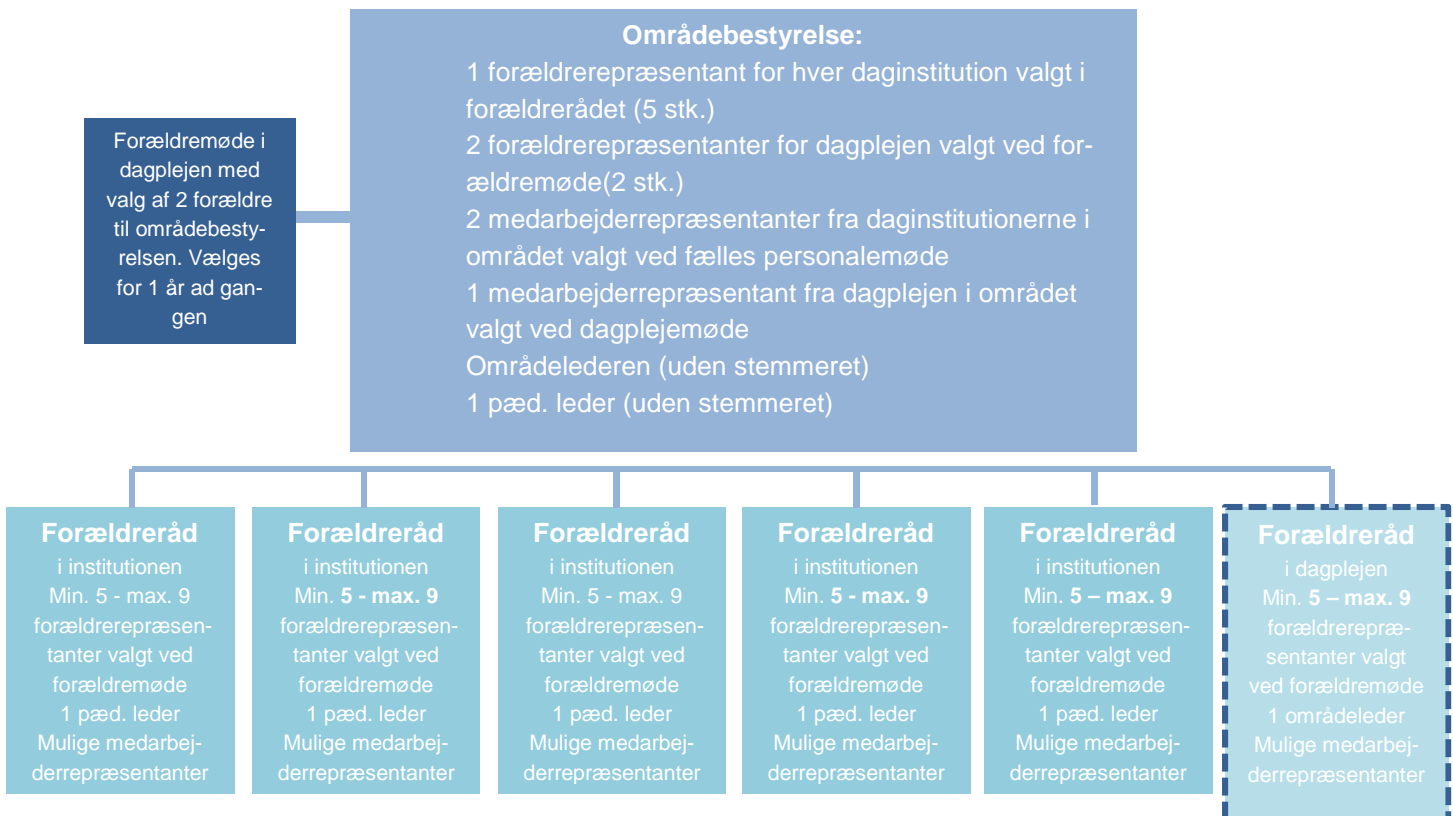 Områdebestyrelse:
1 forældrerepræsentant for hver daginstitution valgt i
forældrerådet (5 stk.)
2 forældrerepræsentanter for dagplejen valgt ved for-
ældremøde(2 stk.)
2 medarbejderrepræsentanter fra daginstitutionerne i
området valgt ved fælles personalemøde
1 medarbejderrepræsentant fra dagplejen i området
valgt ved dagplejemøde
Områdelederen (uden stemmeret)
1 pæd. leder (uden stemmeret)
Forældremøde i
dagplejen med
valg af 2 forældre
til områdebesty-
relsen. Vælges
for 1 år ad gan-
gen
Forældreråd
i institutionen
Min. 5 - max. 9
forældrerepræsen-
tanter valgt ved
forældremøde
1 pæd. leder
Mulige medarbej-
derrepræsentanter
Forældreråd
i institutionen
Min. 5 - max. 9
forældrerepræsen-
tanter valgt ved
forældremøde
1 pæd. leder
Mulige medarbej-
derrepræsentanter
Forældreråd
i institutionen
Min. 5 - max. 9
forældrerepræsen-
tanter valgt ved
forældremøde
1 pæd. leder
Mulige medarbej-
derrepræsentanter
Forældreråd
i institutionen
Min. 5 - max. 9
forældrerepræsen-
tanter valgt ved
forældremøde
1 pæd. leder
Mulige medarbej-
derrepræsentanter
Forældreråd
i institutionen
Min. 5 – max. 9
forældrerepræsen-
tanter valgt ved
forældremøde
1 pæd. leder
Mulige medarbej-
derrepræsentanter
Forældreråd
i dagplejen
Min. 5 – max. 9
forældrerepræ-
sentanter valgt
ved forældremøde
1 områdeleder
Mulige medarbej-
derrepræsentanter